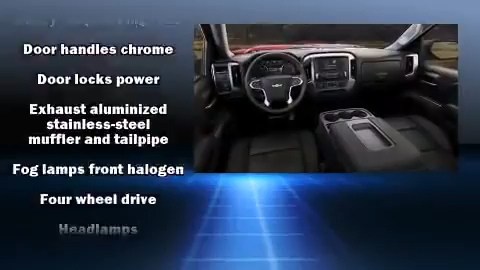 Door handles chrome
Door locks power
Exhaust aluminized
stainless-steel
muffler and tailpipe
Fog lamps front halogen
Four wheel drive
Headlamps